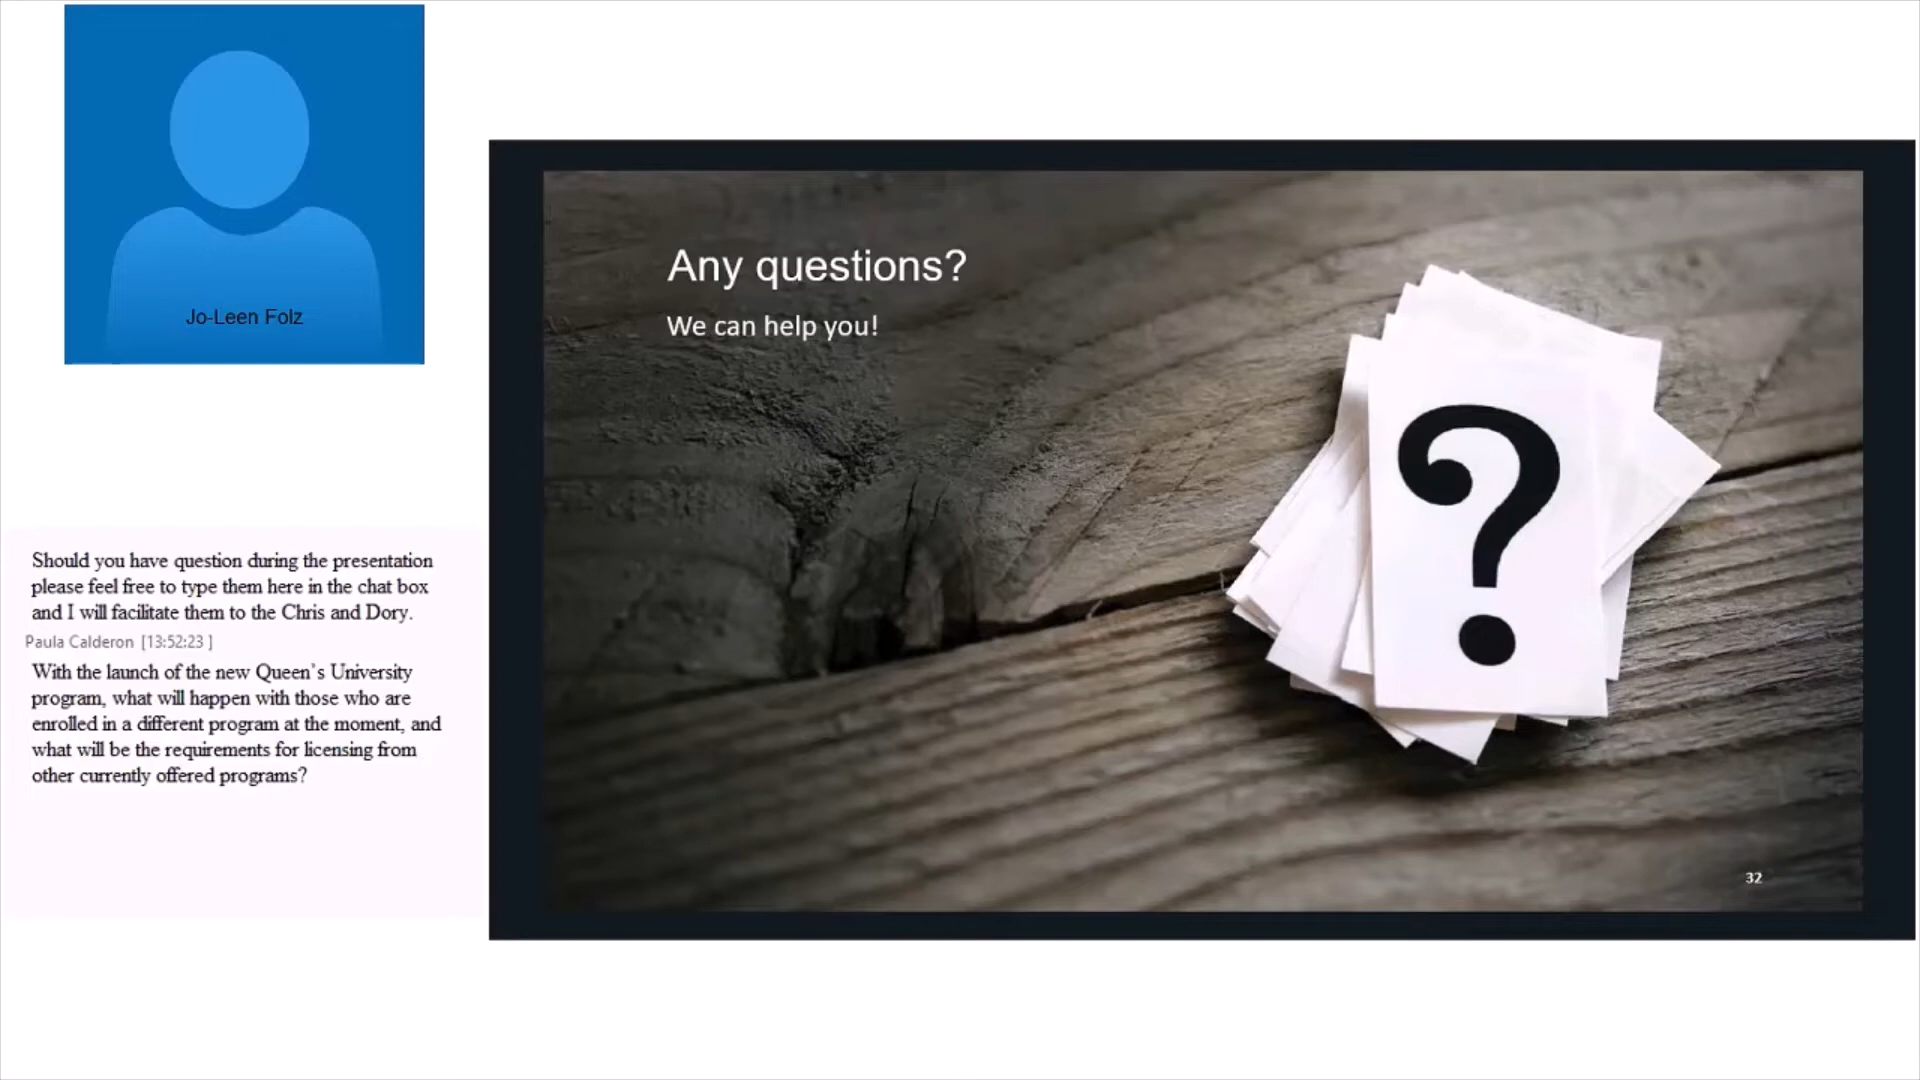 Jo-Leen Folz
Should you have question during the presentation
please feel free to type them here in the chat box
and I will facilitate them to the Chris and Dory.
Paula Calderon [13:52:23 ]
With the launch of the new Queen`s University
program, what will happen with those who are
enrolled in a different program at the moment, and
what will be the requirements for licensing from
other currently offered programs?
Any questions?
We can help you!
?
32